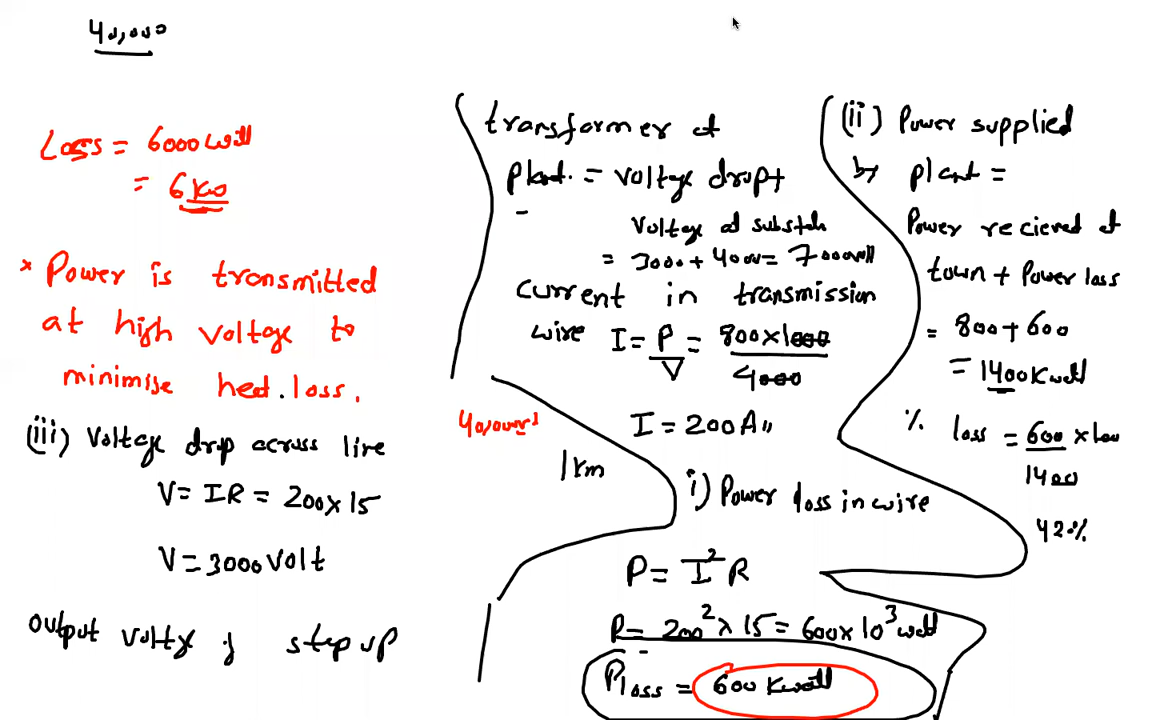 40,000
Loss = 6000 watt
= 6 kw
* Power is transmitted
at high voltage to
minimise heat loss.
(iii) Voltage drop across line
V = IR = 200 x 15
V = 3000 volt
output voltage of step up
transformer at
plant. = voltage drop +
voltage at substatn
= 3000 + 4000 = 7000 volt
current in transmission
wire I = P/V = 800 x 1000 / 4000
I = 200 A "
40,000
1 km
i) Power loss in wire
P = I² R
P = 200² x 15 = 600 x 10³ watt
P loss = 600 K watt
(ii) Power supplied
by plant =
Power recieved at
town + Power loss
= 800 + 600
= 1400 K watt
% loss = 600 x 100 / 1400
42%